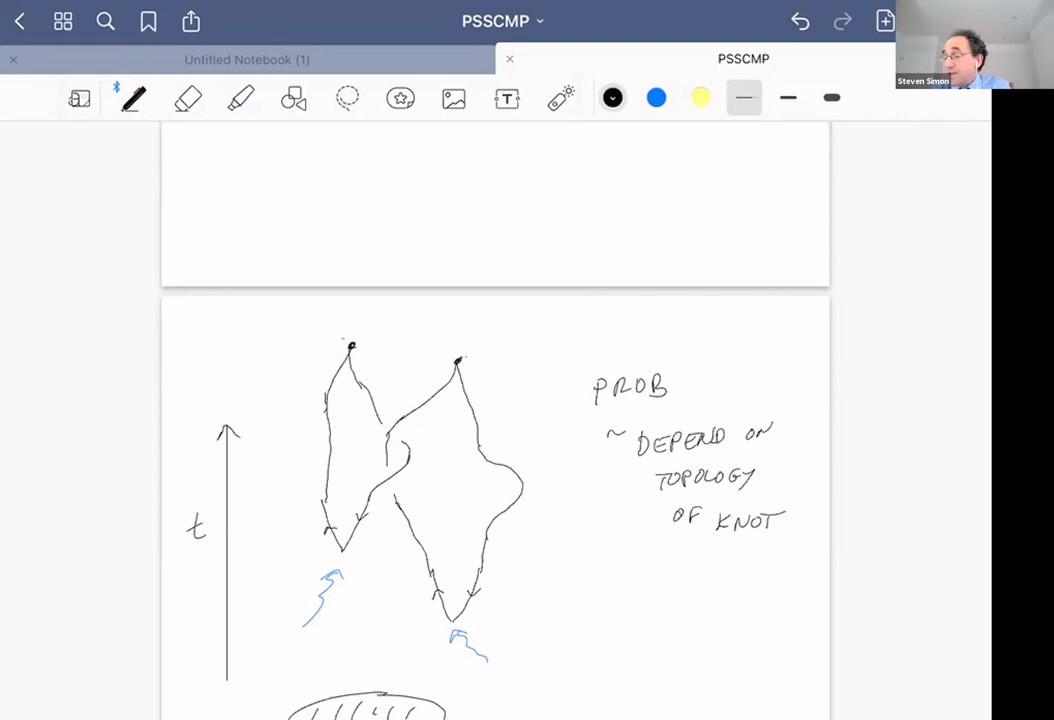 PSSCMP
Untitled Notebook (1)
PSSCMP
Steven Simon
T
PROB
~ DEPEND ON
TOPOLOGY
OF KNOT
t